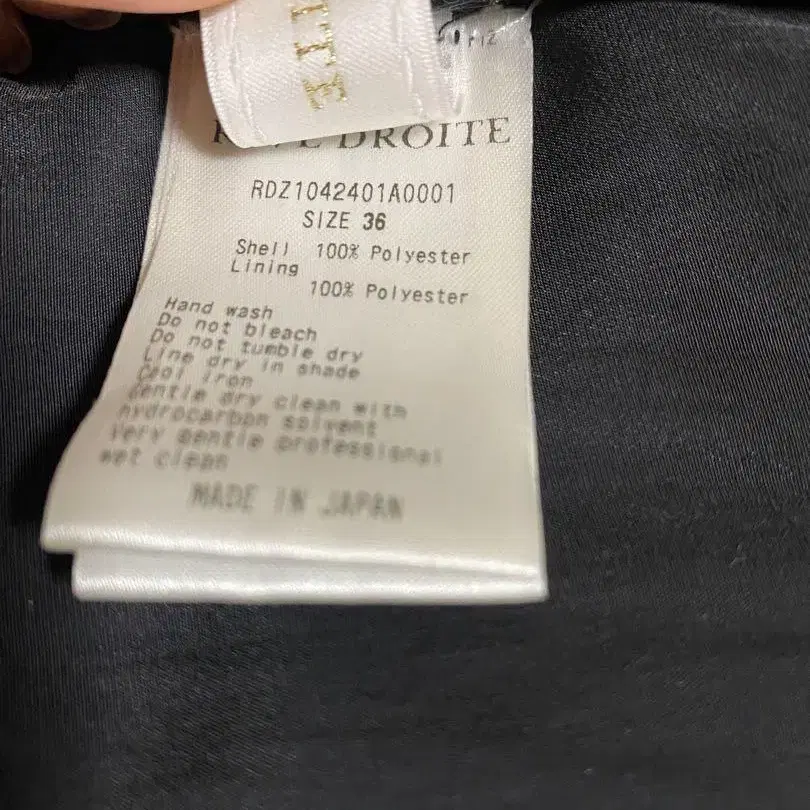 ITE
DROITE
RDZ1042401A0001
SIZE 36
Shell 100% Polyester
Lining
100% Polyester
Hand wash
Do not bleach
Do not tumble dry
Line dry in shade
Cool iron
Gentle dry clean with
hydrocarbon solvent
Very gentle professional
wet clean
MADE IN JAPAN